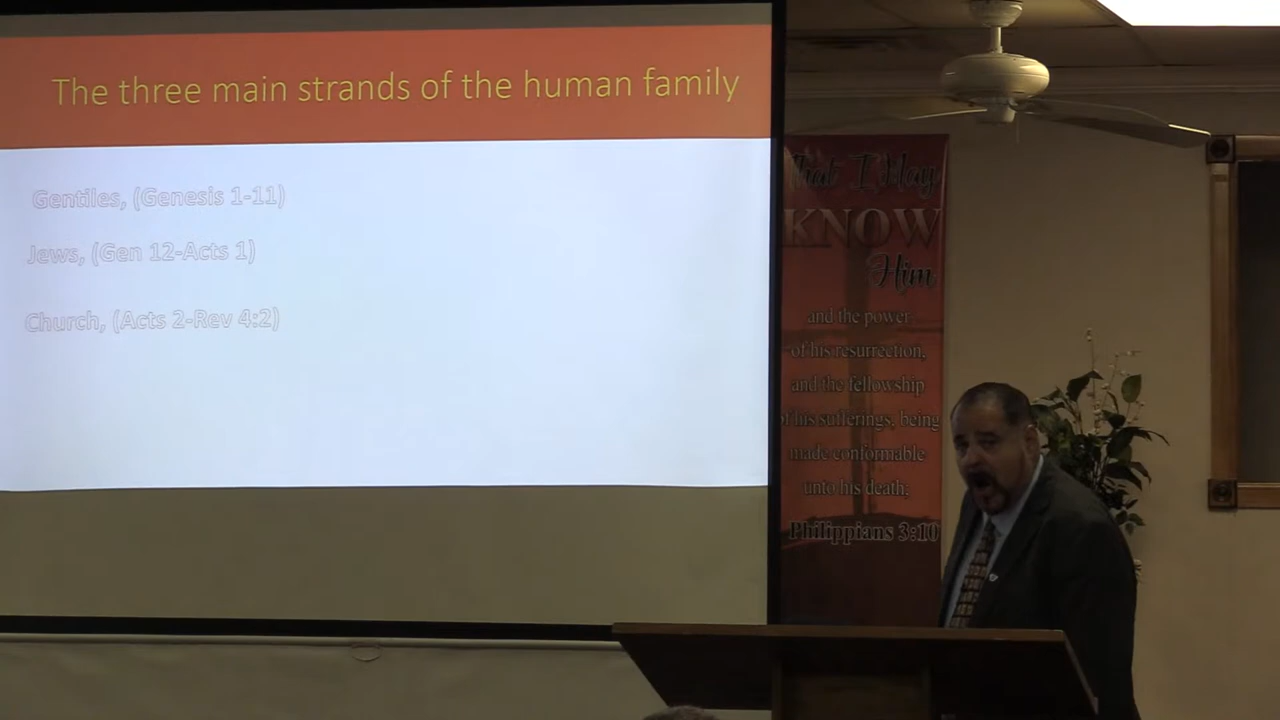 The three main strands of the human family
Gentiles, (Genesis 1-11)
Jews, (Gen 12-Acts 1)
Church, (Acts 2-Rev 4:2)
That I May
KNOW
Him
and the power
of his resurrection,
and the fellowship
of his sufferings, being
made conformable
unto his death;
Philippians 3:10